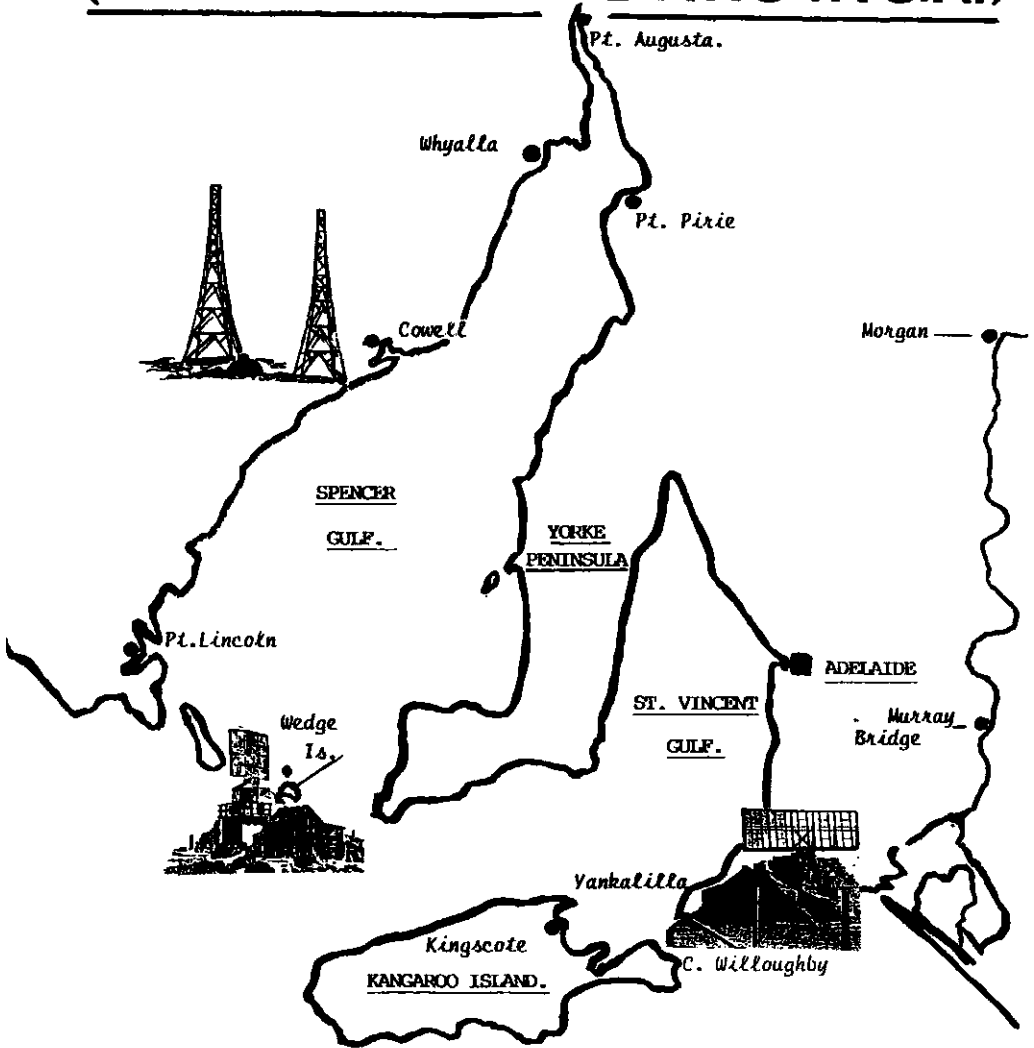 Pt. Augusta.
Whyalla
Pt. Pirie
Cowell
Morgan
SPENCER
GULF.
YORKE
PENINSULA
Pt.Lincoln
ADELAIDE
ST. VINCENT
GULF.
Murray
Bridge
Wedge
Is.
Yankalilla
Kingscote
C. Willoughby
KANGAROO ISLAND.